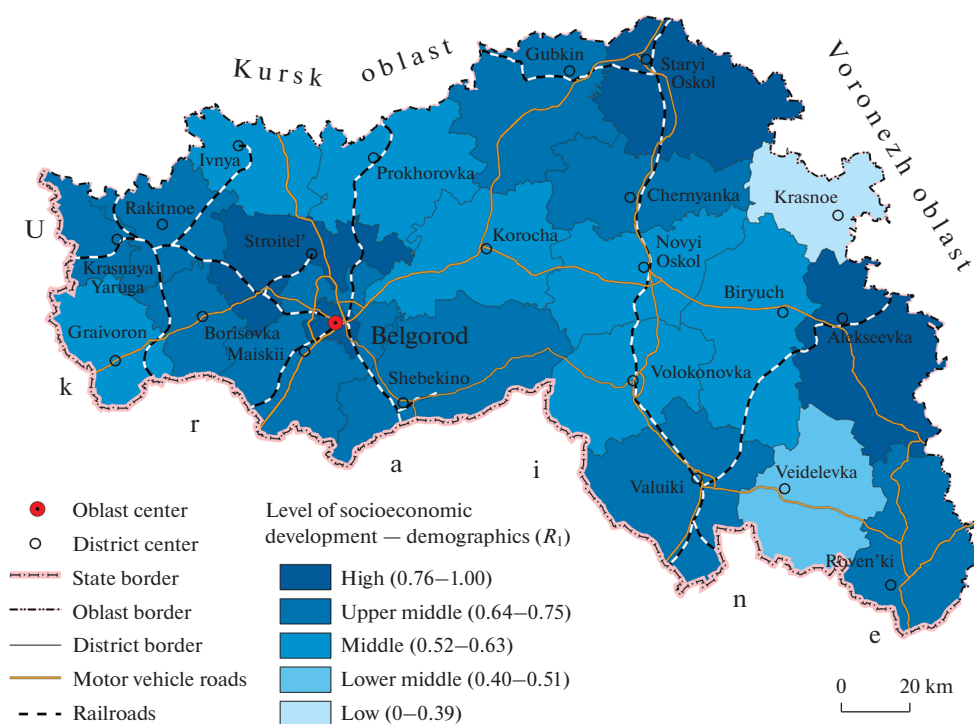 Kursk oblast
Voronezh oblast
Ukraine
Gubkin
Staryi
Oskol
Ivnya
Prokhorovka
Chernyanka
Krasnoe
Rakitnoe
Stroitel’
Korocha
Novyi
Oskol
Krasnaya
Yaruga
Biryuch
Graivoron
Borisovka
Maiskii
Belgorod
Alekseevka
Shebekino
Volokonovka
Valuiki
Veidelevka
Roven’ki
Oblast center
District center
State border
Oblast border
District border
Motor vehicle roads
Railroads
Level of socioeconomic
development — demographics (R₁)
High (0.76–1.00)
Upper middle (0.64–0.75)
Middle (0.52–0.63)
Lower middle (0.40–0.51)
Low (0–0.39)
0 20 km